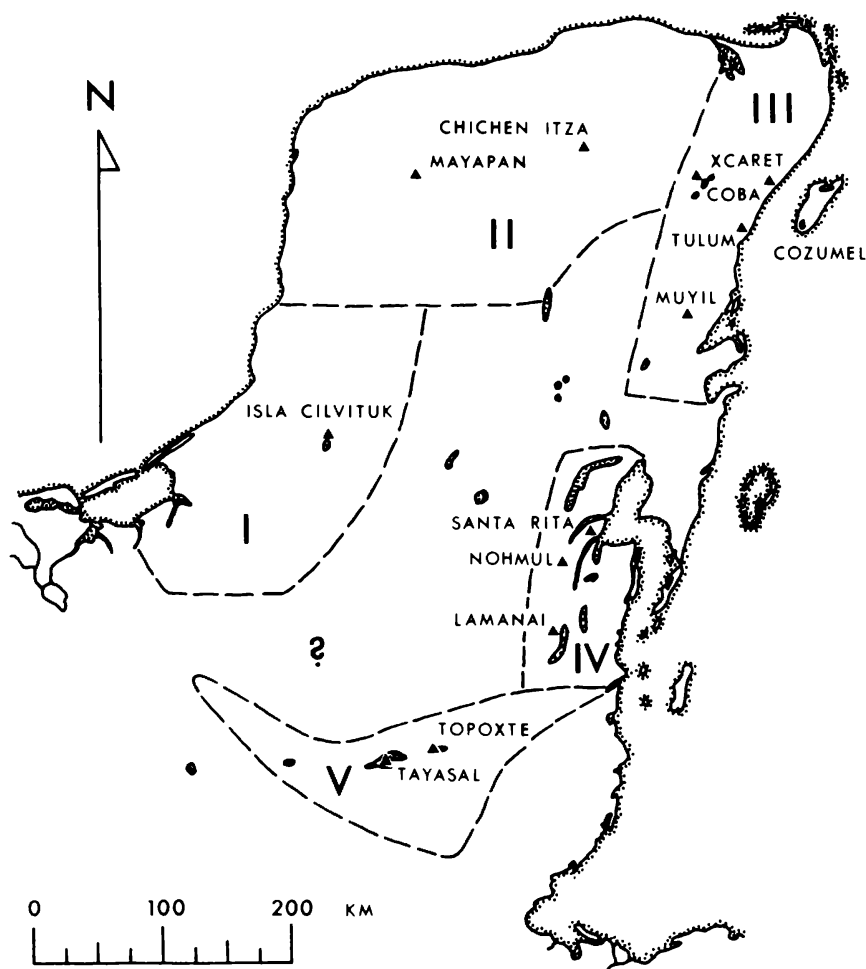 N
III
CHICHEN ITZA
MAYAPAN
XCARET
COBA
II
TULUM
COZUMEL
MUYIL
ISLA CILVITUK
I
SANTA RITA
NOHMUL
LAMANAI
IV
?
TOPOXTE
V
TAYASAL
0 100 200 KM